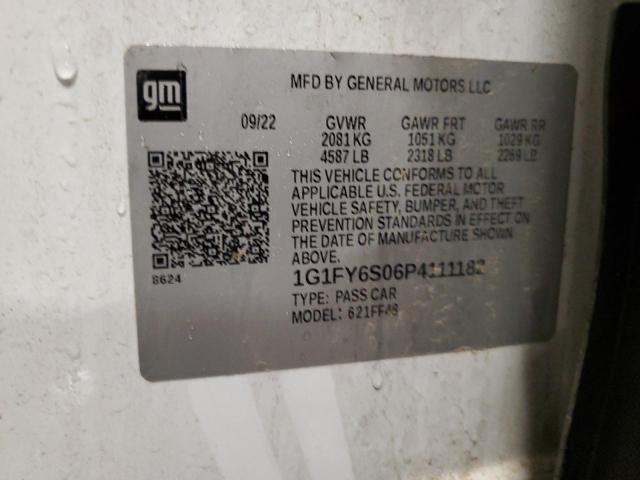 gm
MFD BY GENERAL MOTORS LLC
09/22 GVWR GAWR FRT GAWR RR
2081 KG 1051 KG 1029 KG
4587 LB 2318 LB 2269 LB
THIS VEHICLE CONFORMS TO ALL
APPLICABLE U.S. FEDERAL MOTOR
VEHICLE SAFETY, BUMPER, AND THEFT
PREVENTION STANDARDS IN EFFECT ON
THE DATE OF MANUFACTURE SHOWN
ABOVE.
1G1FY6S06P4111182
S624
TYPE: PASS CAR
MODEL: 621FF48